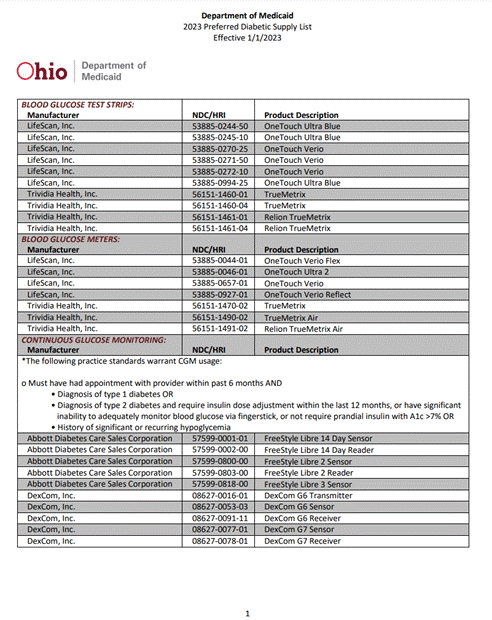 Department of Medicaid
2023 Preferred Diabetic Supply List
Effective 1/1/2023
Ohio Department of
Medicaid
BLOOD GLUCOSE TEST STRIPS:
Manufacturer NDC/HRI Product Description
LifeScan, Inc. 53885-0244-50 OneTouch Ultra Blue
LifeScan, Inc. 53885-0245-10 OneTouch Ultra Blue
LifeScan, Inc. 53885-0270-25 OneTouch Verio
LifeScan, Inc. 53885-0271-50 OneTouch Verio
LifeScan, Inc. 53885-0272-10 OneTouch Verio
LifeScan, Inc. 53885-0994-25 OneTouch Ultra Blue
Trividia Health, Inc. 56151-1460-01 TrueMetrix
Trividia Health, Inc. 56151-1460-04 TrueMetrix
Trividia Health, Inc. 56151-1461-01 Relion TrueMetrix
Trividia Health, Inc. 56151-1461-04 Relion TrueMetrix
BLOOD GLUCOSE METERS:
Manufacturer NDC/HRI Product Description
LifeScan, Inc. 53885-0044-01 OneTouch Verio Flex
LifeScan, Inc. 53885-0046-01 OneTouch Ultra 2
LifeScan, Inc. 53885-0657-01 OneTouch Verio
LifeScan, Inc. 53885-0927-01 OneTouch Verio Reflect
Trividia Health, Inc. 56151-1470-02 TrueMetrix
Trividia Health, Inc. 56151-1490-02 TrueMetrix Air
Trividia Health, Inc. 56151-1491-02 Relion TrueMetrix Air
CONTINUOUS GLUCOSE MONITORING:
Manufacturer NDC/HRI Product Description
*The following practice standards warrant CGM usage:
o Must have had appointment with provider within past 6 months AND
• Diagnosis of type 1 diabetes OR
• Diagnosis of type 2 diabetes and require insulin dose adjustment within the last 12 months, or have significant
inability to adequately monitor blood glucose via fingerstick, or not require prandial insulin with A1c >7% OR
• History of significant or recurring hypoglycemia
Abbott Diabetes Care Sales Corporation 57599-0001-01 FreeStyle Libre 14 Day Sensor
Abbott Diabetes Care Sales Corporation 57599-0002-00 FreeStyle Libre 14 Day Reader
Abbott Diabetes Care Sales Corporation 57599-0800-00 FreeStyle Libre 2 Sensor
Abbott Diabetes Care Sales Corporation 57599-0803-00 FreeStyle Libre 2 Reader
Abbott Diabetes Care Sales Corporation 57599-0818-00 FreeStyle Libre 3 Sensor
DexCom, Inc. 08627-0016-01 DexCom G6 Transmitter
DexCom, Inc. 08627-0053-03 DexCom G6 Sensor
DexCom, Inc. 08627-0091-11 DexCom G6 Receiver
DexCom, Inc. 08627-0077-01 DexCom G7 Sensor
DexCom, Inc. 08627-0078-01 DexCom G7 Receiver
1